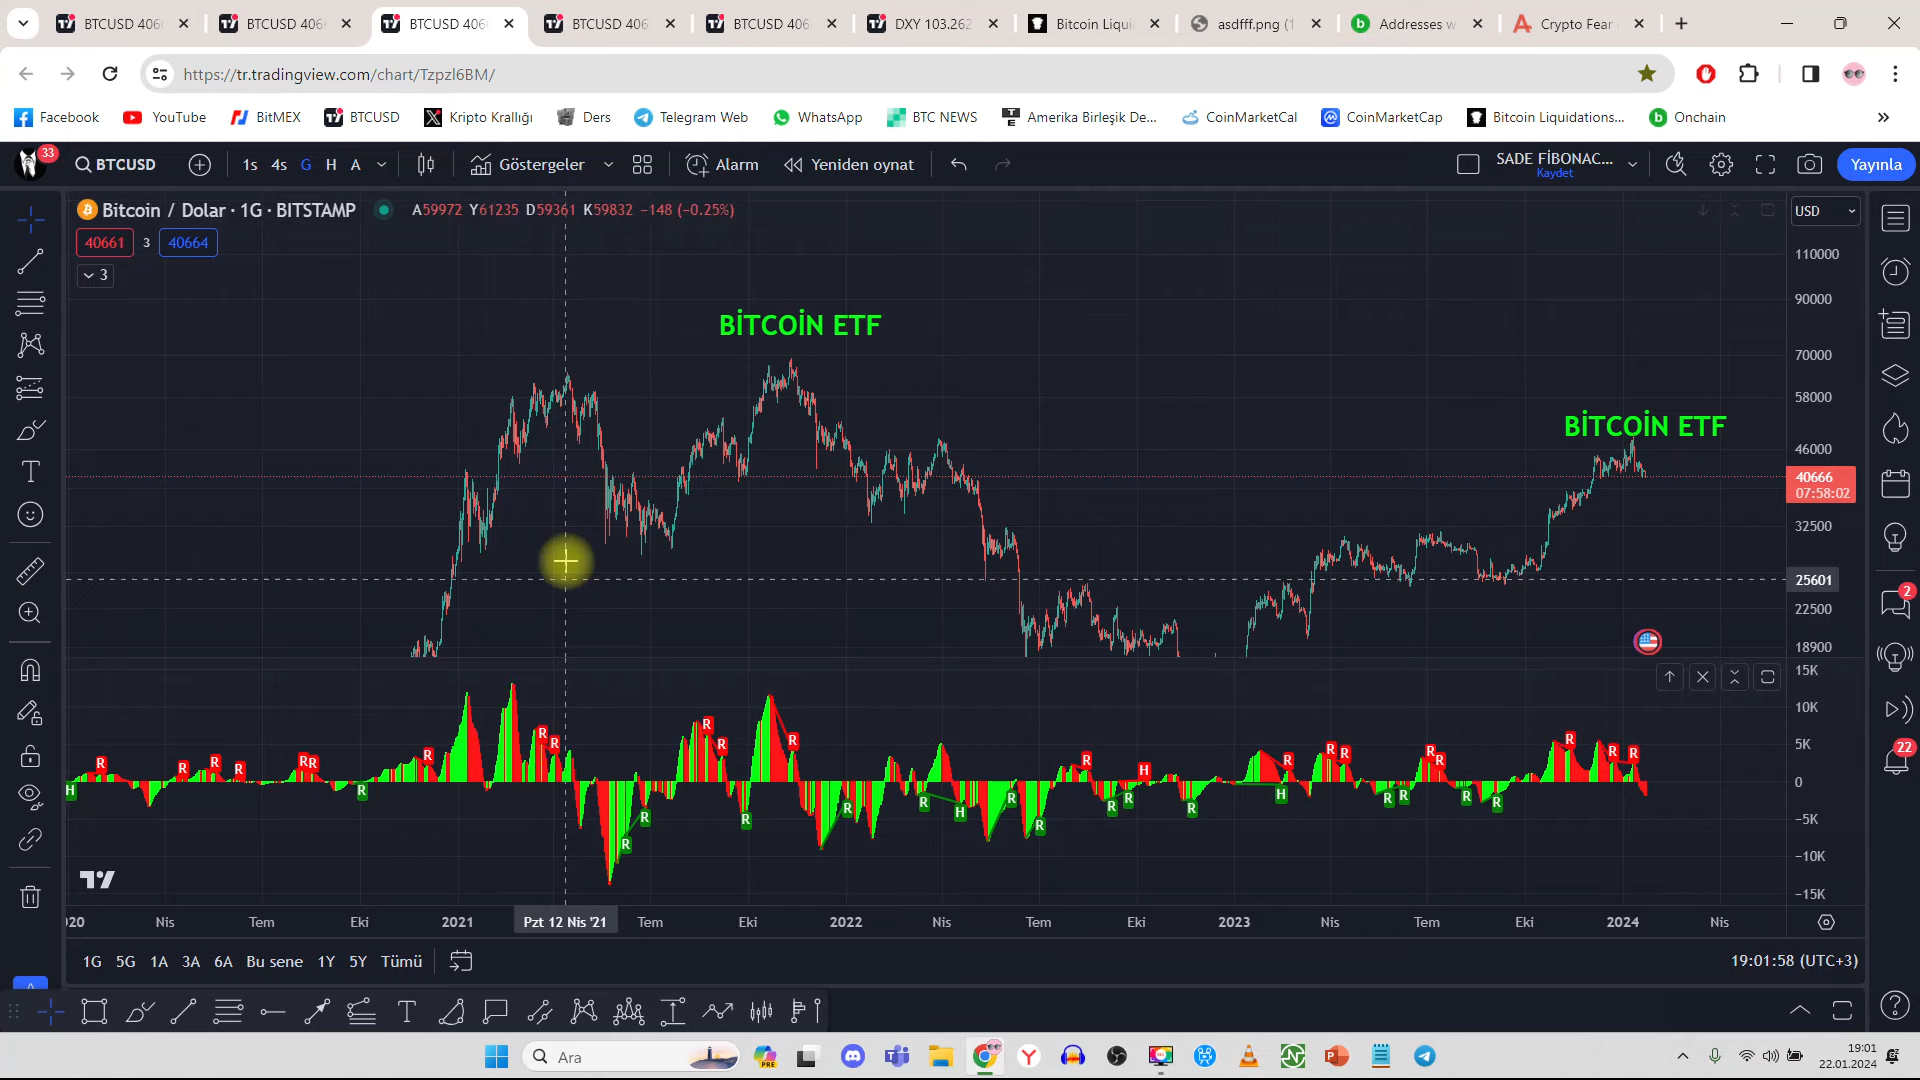 BTCUSD 406
BTCUSD 406
BTCUSD 406
BTCUSD 406
BTCUSD 406
DXY 103.262
Bitcoin Liqui
asdfff.png (1
Addresses w
Crypto Fear
https://tr.tradingview.com/chart/Tzpzl6BM/
Facebook
YouTube
BitMEX
BTCUSD
Kripto Krallığı
Ders
Telegram Web
WhatsApp
BTC NEWS
Amerika Birleşik De...
CoinMarketCal
CoinMarketCap
Bitcoin Liquidations...
Onchain
33
BTCUSD
1s 4s G H A
Göstergeler
Alarm
Yeniden oynat
SADE FİBONAC...
Kaydet
Yayınla
Bitcoin / Dolar · 1G · BITSTAMP
A59972 Y61235 D59361 K59832 −148 (−0.25%)
USD
40661 3 40664
3
BİTCOİN ETF
BİTCOİN ETF
110000
90000
70000
58000
46000
40666
07:58:02
32500
25601
22500
18900
15K
10K
5K
0
−5K
−10K
−15K
2
22
020 Nis Tem Eki 2021 Pzt 12 Nis '21 Tem Eki 2022 Nis Tem Eki 2023 Nis Tem Eki 2024 Nis
1G 5G 1A 3A 6A Bu sene 1Y 5Y Tümü
19:01:58 (UTC+3)
Ara
PRE
19:01
22.01.2024